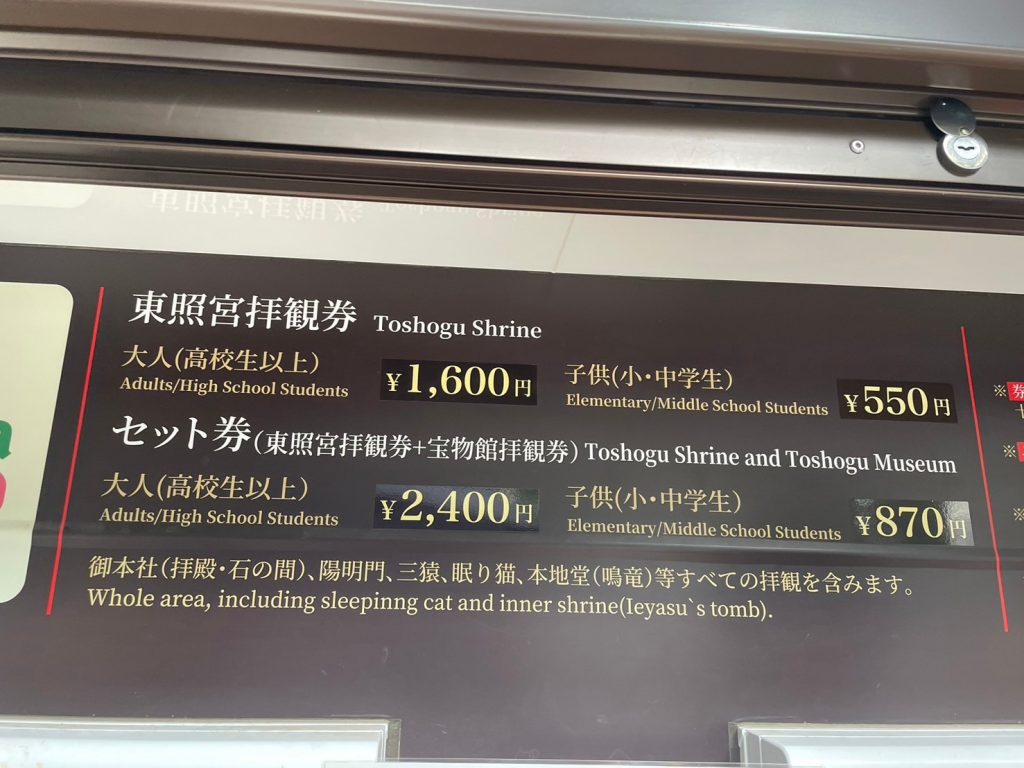 東照宮拝観券 Toshogu Shrine
大人(高校生以上) ¥1,600円 子供(小・中学生) ¥550円
Adults/High School Students Elementary/Middle School Students
セット券(東照宮拝観券+宝物館拝観券) Toshogu Shrine and Toshogu Museum
大人(高校生以上) ¥2,400円 子供(小・中学生) ¥870円
Adults/High School Students Elementary/Middle School Students
御本社(拝殿・石の間)、陽明門、三猿、眠り猫、本地堂(鳴竜)等すべての拝観を含みます。
Whole area, including sleepinng cat and inner shrine(Ieyasu`s tomb).
※券
※
※